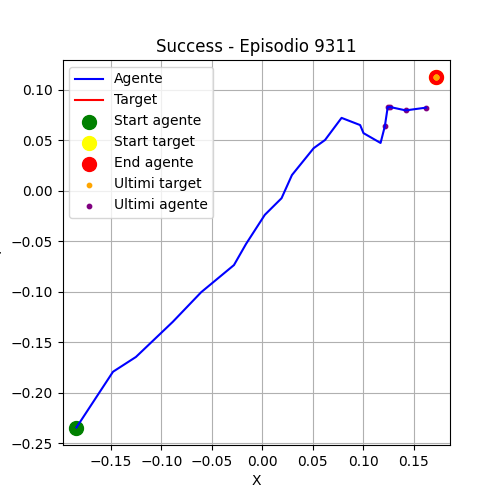 Success - Episodio 9311
Agente
Target
Start agente
Start target
End agente
Ultimi target
Ultimi agente
0.10
0.05
0.00
−0.05
−0.10
−0.15
−0.20
−0.25
−0.15 −0.10 −0.05 0.00 0.05 0.10 0.15
X